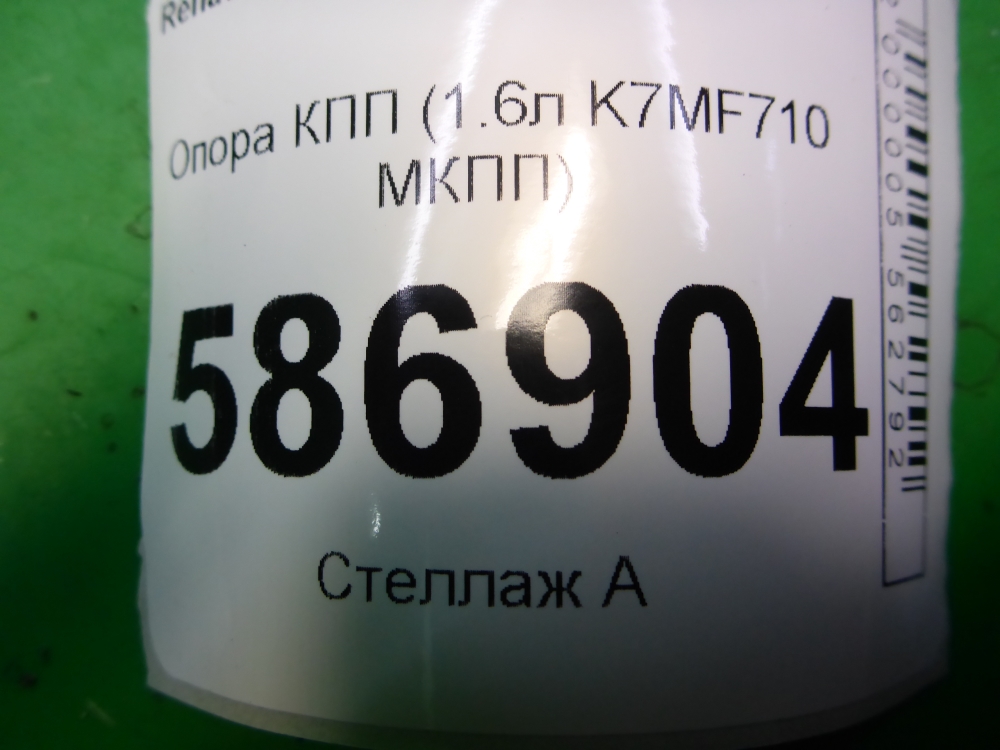 Опора КПП (1.6л K7MF710
МКПП)
586904
Стеллаж А